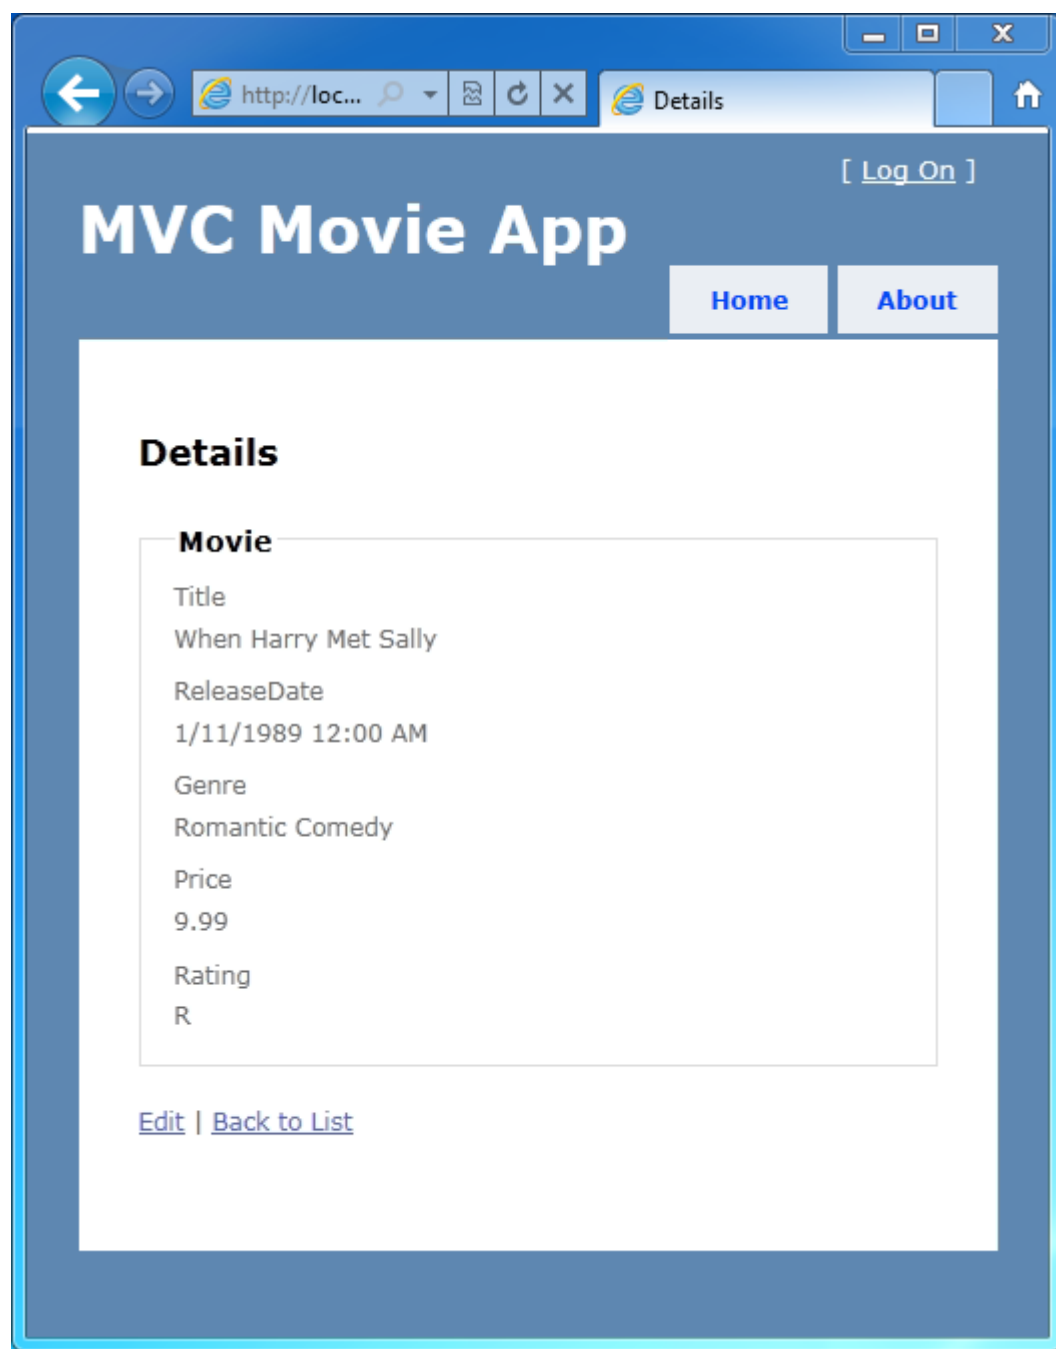 http://loc...
Details
[ Log On ]
MVC Movie App
Home
About
Details
Movie
Title
When Harry Met Sally
ReleaseDate
1/11/1989 12:00 AM
Genre
Romantic Comedy
Price
9.99
Rating
R
Edit | Back to List